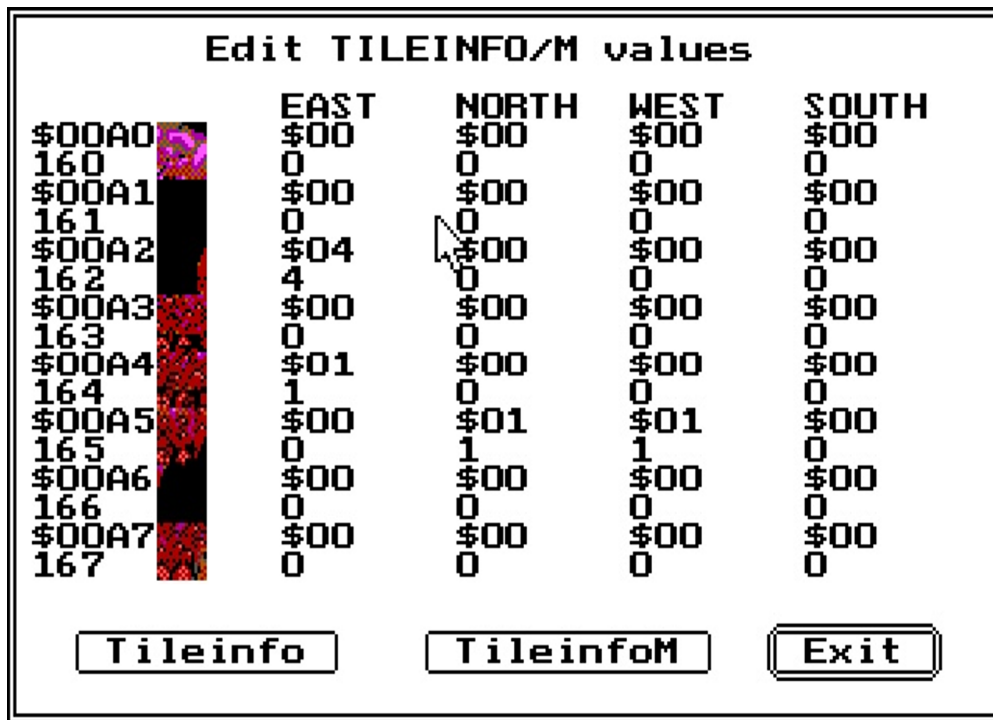 Edit TILEINFO/M values
EAST NORTH WEST SOUTH
$00A0 $00 $00 $00 $00
160 0 0 0 0
$00A1 $00 $00 $00 $00
161 0 0 0 0
$00A2 $04 $00 $00 $00
162 4 0 0 0
$00A3 $00 $00 $00 $00
163 0 0 0 0
$00A4 $01 $00 $00 $00
164 1 0 0 0
$00A5 $00 $01 $01 $00
165 0 1 1 0
$00A6 $00 $00 $00 $00
166 0 0 0 0
$00A7 $00 $00 $00 $00
167 0 0 0 0
Tileinfo TileinfoM Exit